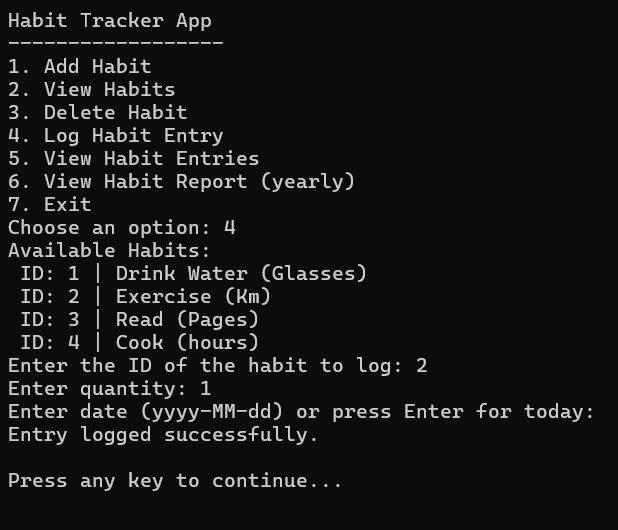 Habit Tracker App
------------------
1. Add Habit
2. View Habits
3. Delete Habit
4. Log Habit Entry
5. View Habit Entries
6. View Habit Report (yearly)
7. Exit
Choose an option: 4
Available Habits:
 ID: 1 | Drink Water (Glasses)
 ID: 2 | Exercise (Km)
 ID: 3 | Read (Pages)
 ID: 4 | Cook (hours)
Enter the ID of the habit to log: 2
Enter quantity: 1
Enter date (yyyy-MM-dd) or press Enter for today:
Entry logged successfully.

Press any key to continue...